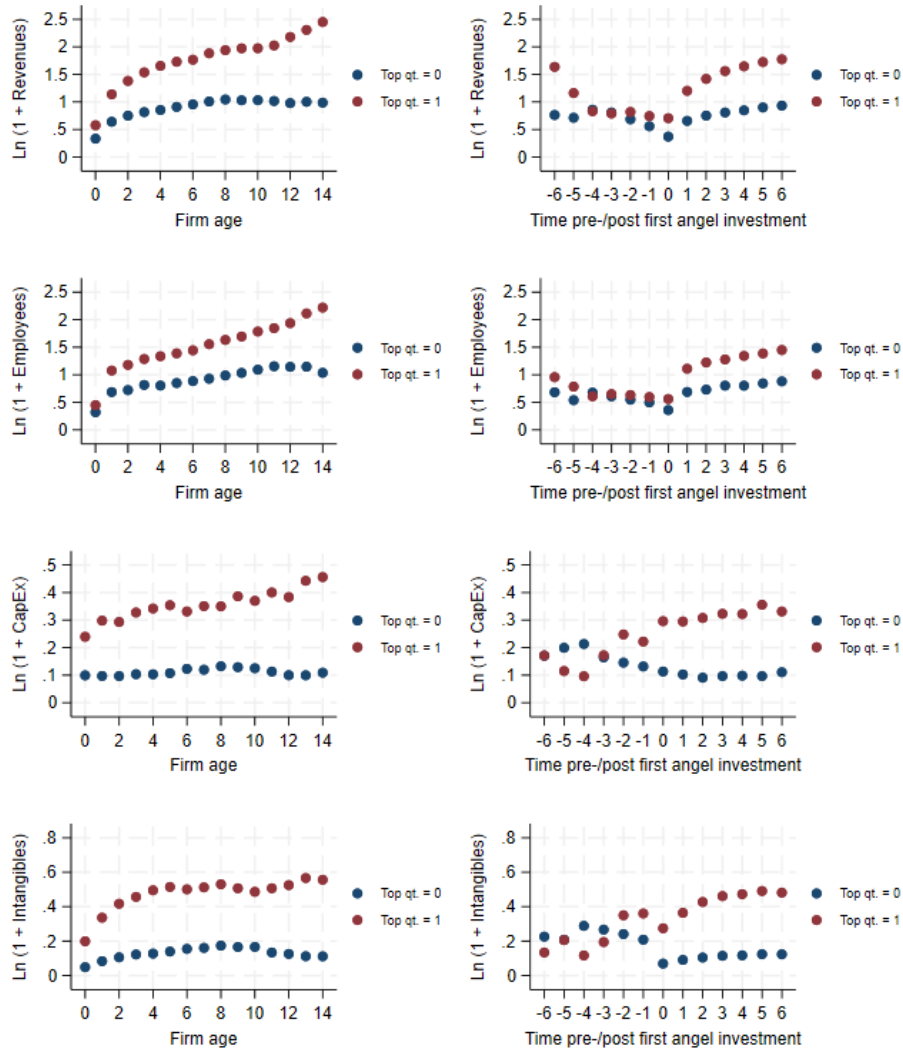 Ln (1 + Revenues)
2.5
2
1.5
1
.5
0
0 2 4 6 8 10 12 14
Firm age
Top qt. = 0
Top qt. = 1
Ln (1 + Revenues)
2.5
2
1.5
1
.5
0
-6 -5 -4 -3 -2 -1 0 1 2 3 4 5 6
Time pre-/post first angel investment
Top qt. = 0
Top qt. = 1
Ln (1 + Employees)
2.5
2
1.5
1
.5
0
0 2 4 6 8 10 12 14
Firm age
Top qt. = 0
Top qt. = 1
Ln (1 + Employees)
2.5
2
1.5
1
.5
0
-6 -5 -4 -3 -2 -1 0 1 2 3 4 5 6
Time pre-/post first angel investment
Top qt. = 0
Top qt. = 1
Ln (1 + CapEx)
.5
.4
.3
.2
.1
0
0 2 4 6 8 10 12 14
Firm age
Top qt. = 0
Top qt. = 1
Ln (1 + CapEx)
.5
.4
.3
.2
.1
0
-6 -5 -4 -3 -2 -1 0 1 2 3 4 5 6
Time pre-/post first angel investment
Top qt. = 0
Top qt. = 1
Ln (1 + Intangibles)
.8
.6
.4
.2
0
0 2 4 6 8 10 12 14
Firm age
Top qt. = 0
Top qt. = 1
Ln (1 + Intangibles)
.8
.6
.4
.2
0
-6 -5 -4 -3 -2 -1 0 1 2 3 4 5 6
Time pre-/post first angel investment
Top qt. = 0
Top qt. = 1